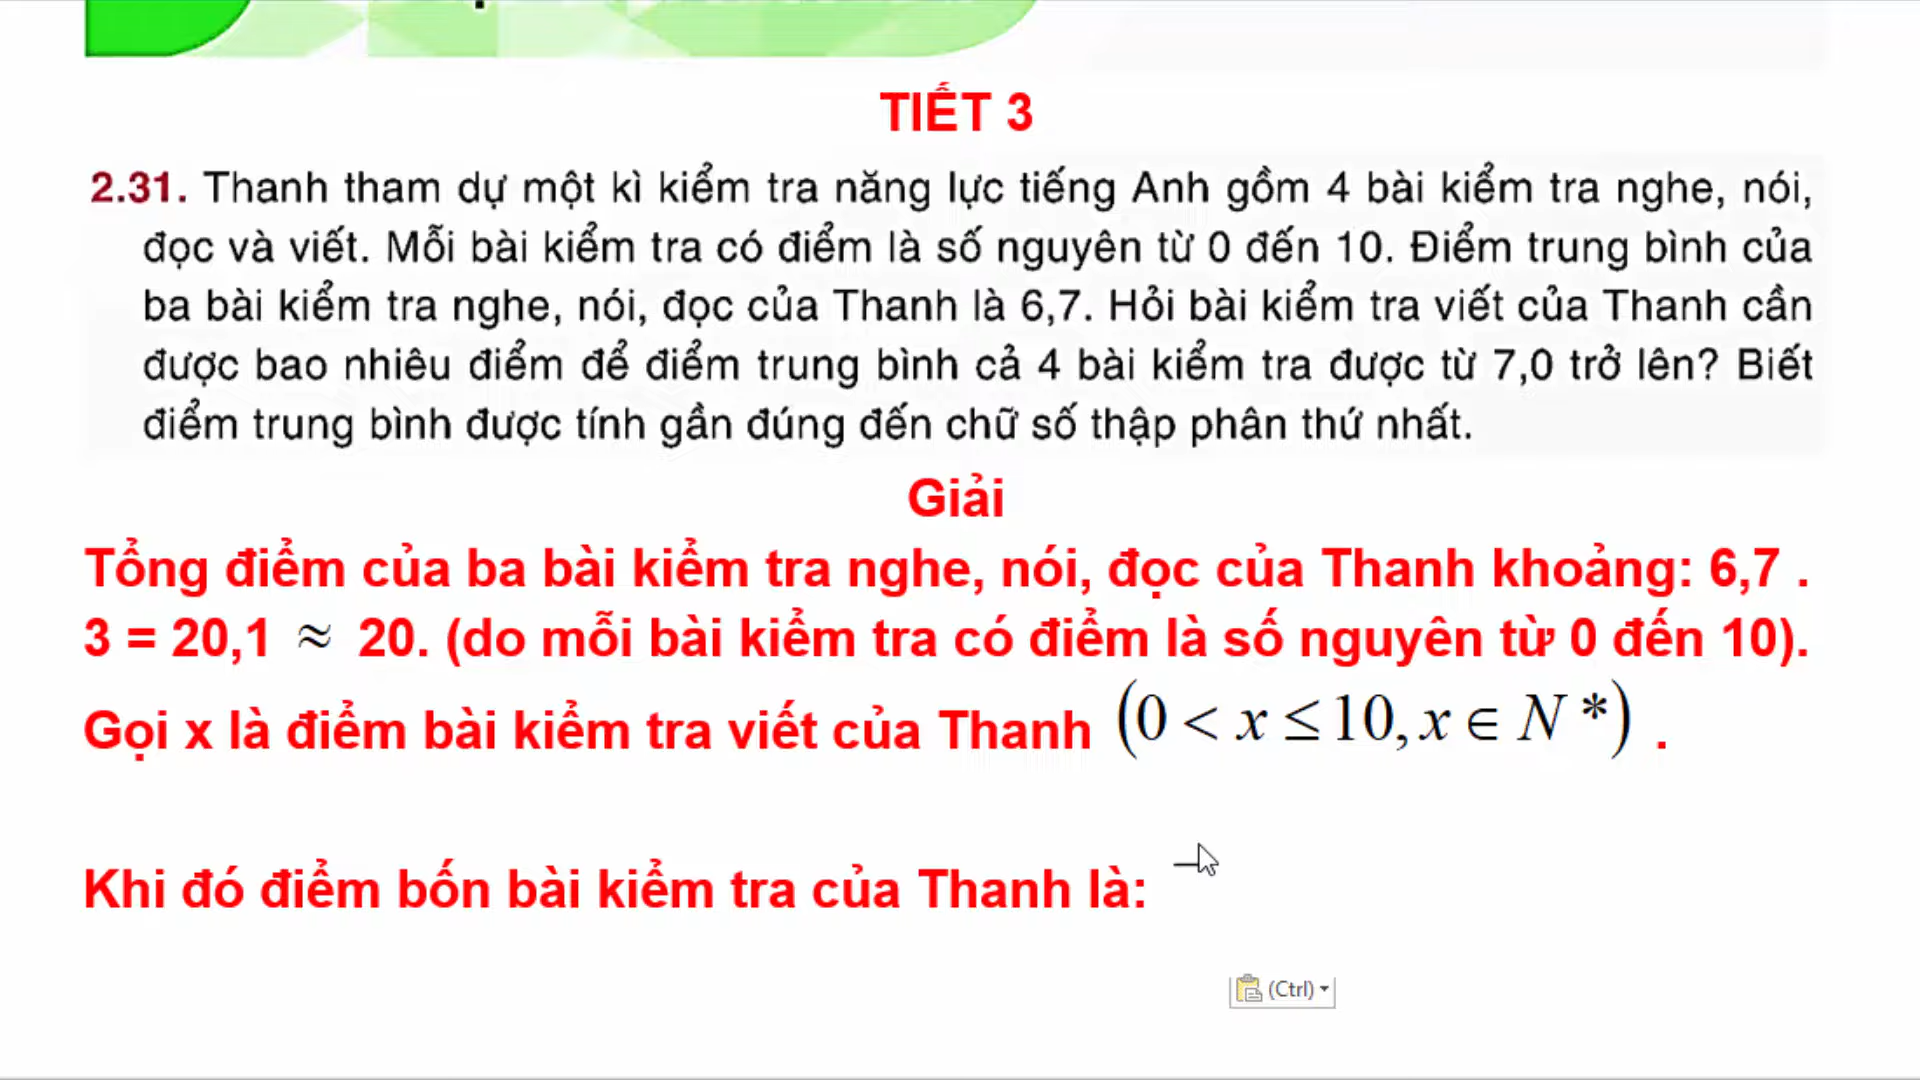 TIẾT 3
2.31. Thanh tham dự một kì kiểm tra năng lực tiếng Anh gồm 4 bài kiểm tra nghe, nói,
đọc và viết. Mỗi bài kiểm tra có điểm là số nguyên từ 0 đến 10. Điểm trung bình của
ba bài kiểm tra nghe, nói, đọc của Thanh là 6,7. Hỏi bài kiểm tra viết của Thanh cần
được bao nhiêu điểm để điểm trung bình cả 4 bài kiểm tra được từ 7,0 trở lên? Biết
điểm trung bình được tính gần đúng đến chữ số thập phân thứ nhất.
Giải
Tổng điểm của ba bài kiểm tra nghe, nói, đọc của Thanh khoảng: 6,7 .
3 = 20,1 ≈ 20. (do mỗi bài kiểm tra có điểm là số nguyên từ 0 đến 10).
Gọi x là điểm bài kiểm tra viết của Thanh (0 < x ≤ 10, x ∈ N *) .
Khi đó điểm bốn bài kiểm tra của Thanh là:
(Ctrl)